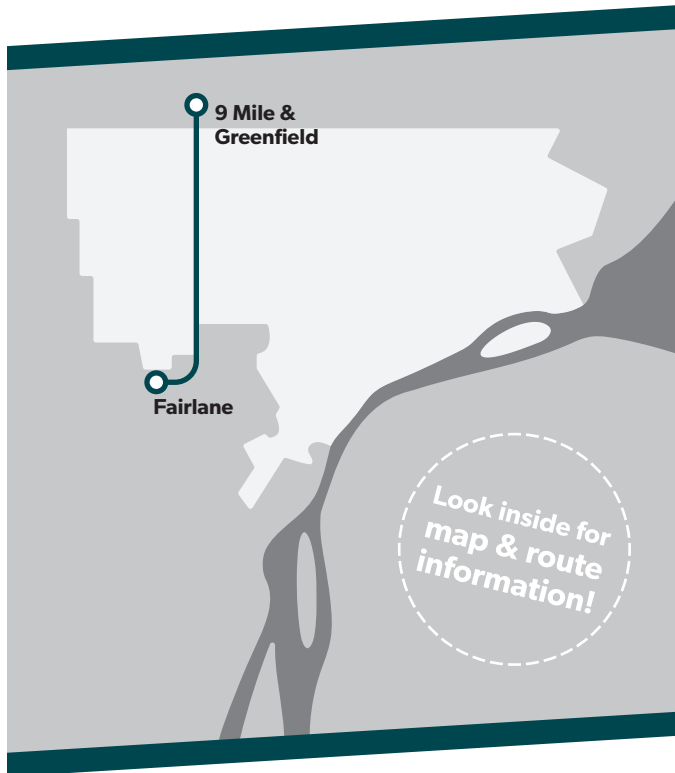 9 Mile &
Greenfield
Fairlane
Look inside for
map & route
information!